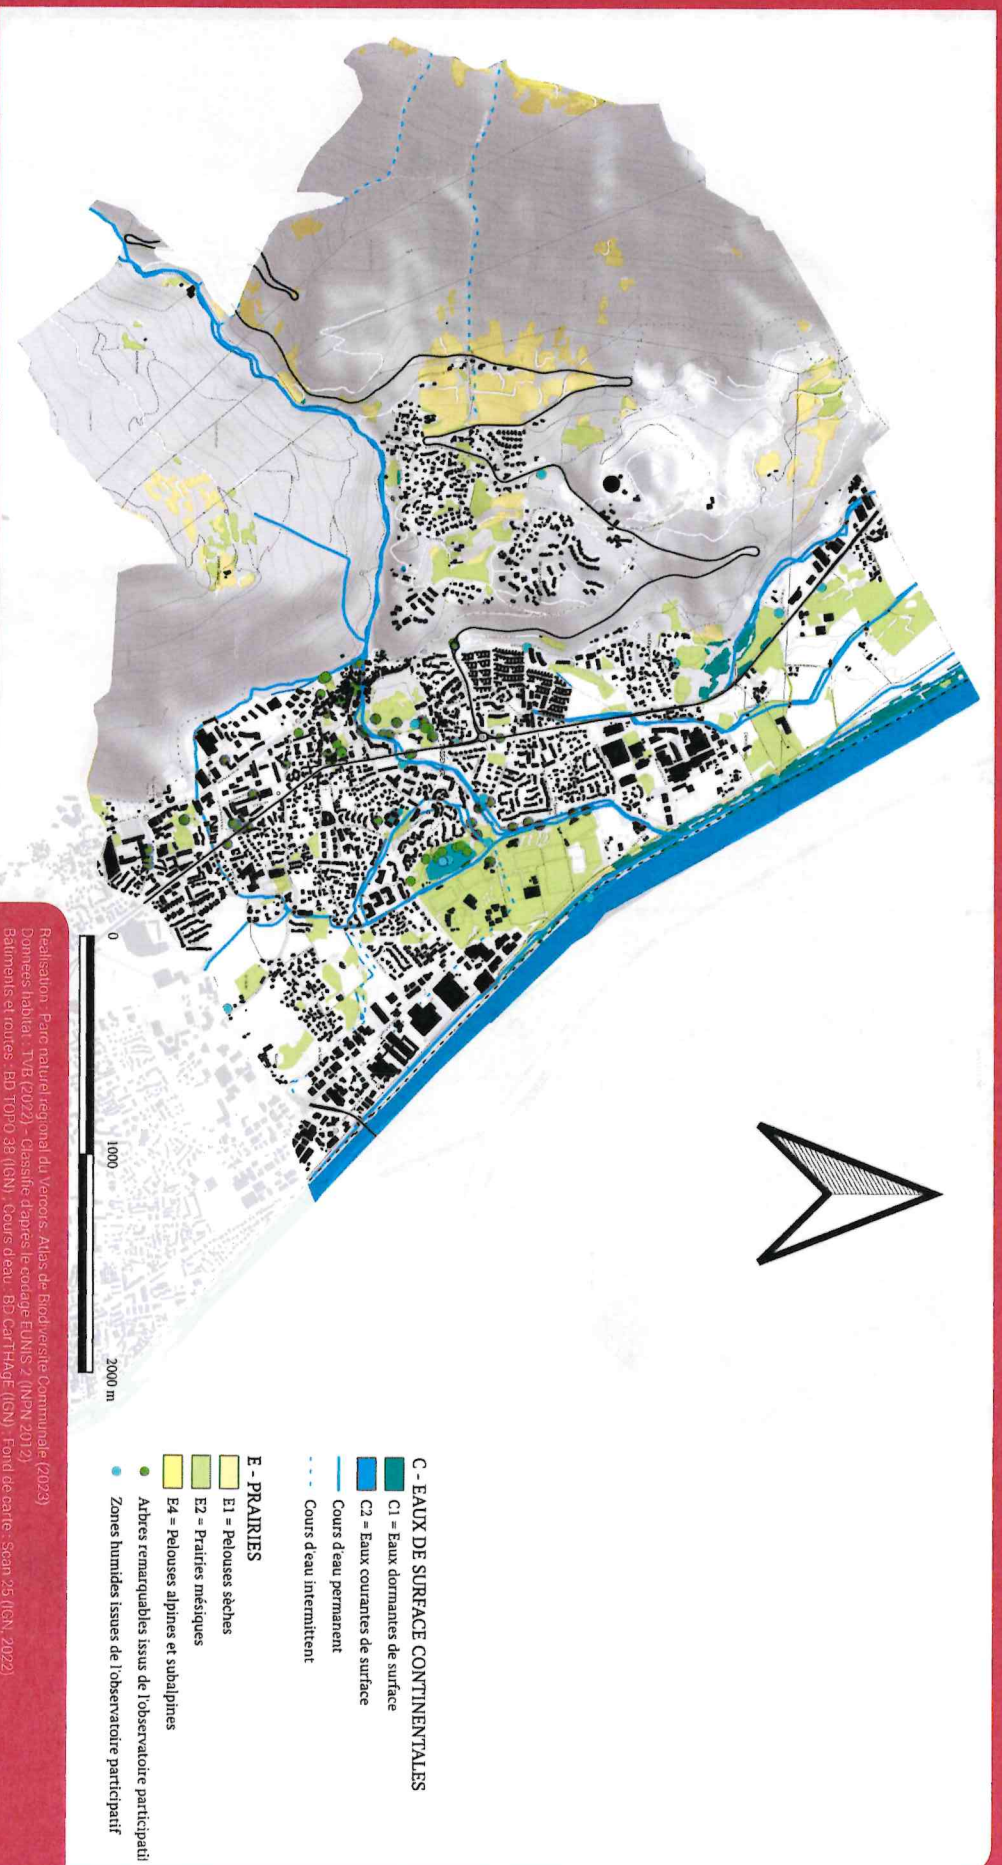 C - EAUX DE SURFACE CONTINENTALES
C1 = Eaux dormantes de surface
C2 = Eaux courantes de surface
Cours d'eau permanent
Cours d'eau intermittent
E - PRAIRIES
E1 = Pelouses sèches
E2 = Prairies mésiques
E4 = Pelouses alpines et subalpines
Arbres remarquables issus de l'observatoire participatif
Zones humides issues de l'observatoire participatif
0 1000 2000 m
Réalisation : Parc naturel régional du Vercors. Atlas de Biodiversité Communale (2023)
Données habitat : TVB (2022) - Classifié d'après le codage EUNIS 2 (INPN 2012)
Bâtiments et routes : BD TOPO 38 (IGN) ; Cours d'eau : BD CarTHAgE (IGN) ; Fond de carte : Scan 25 (IGN, 2022)